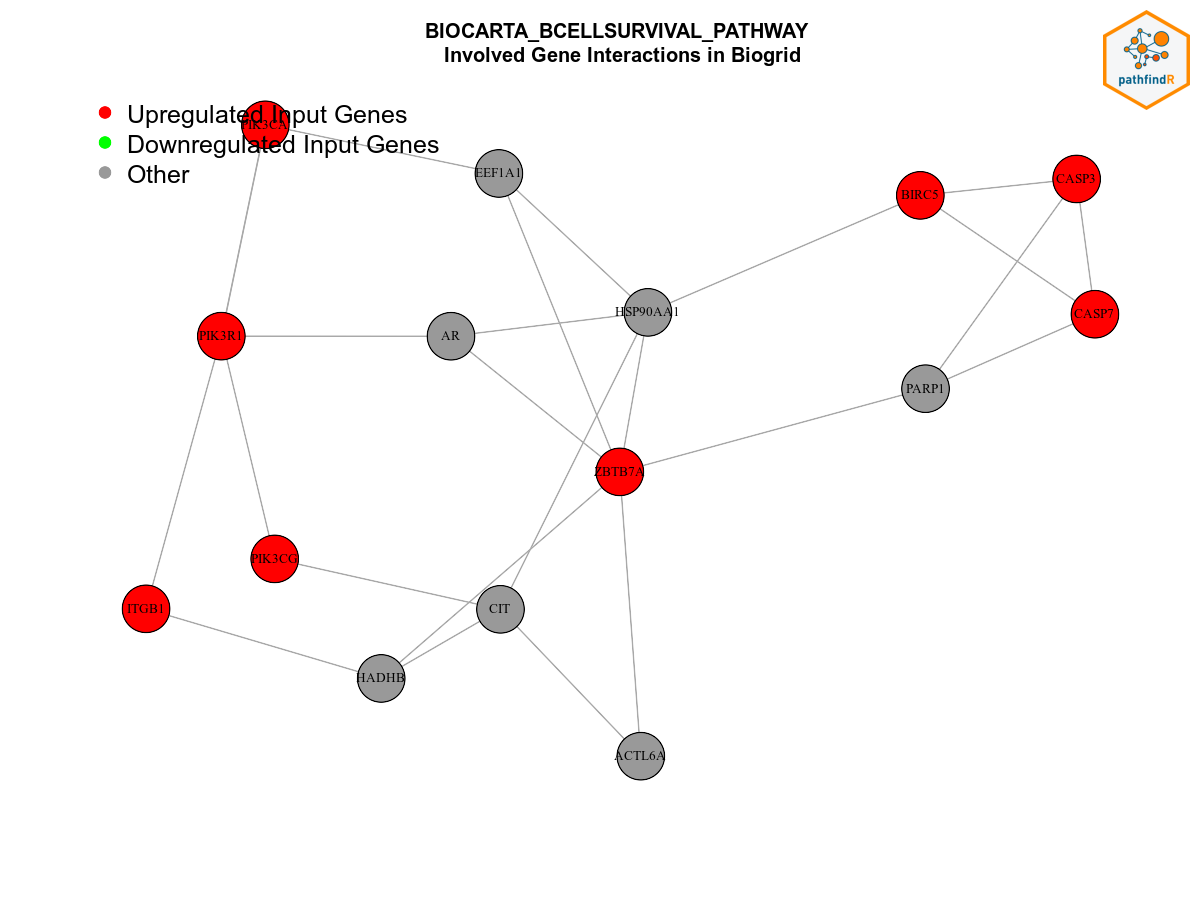 BIOCARTA_BCELLSURVIVAL_PATHWAY
Involved Gene Interactions in Biogrid
pathfindR
Upregulated Input Genes
Downregulated Input Genes
Other
PIK3CA
EEF1A1
BIRC5
CASP3
HSP90AA1
CASP7
PIK3R1
AR
PARP1
ZBTB7A
PIK3CG
ITGB1
CIT
HADHB
ACTL6A